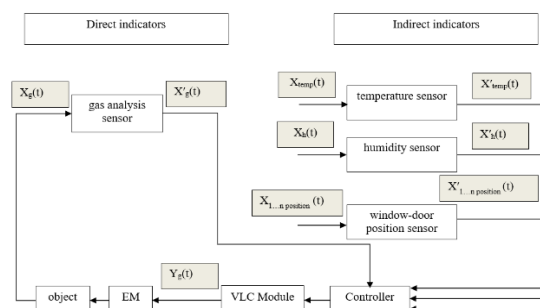 Direct indicators
Indirect indicators
Xg(t)
X'g(t)
gas analysis
sensor
Xtemp(t)
X'temp(t)
temperature sensor
Xh(t)
X'h(t)
humidity sensor
X'1...n position (t)
X1...n position (t)
window-door
position sensor
Yg(t)
object
EM
VLC Module
Controller